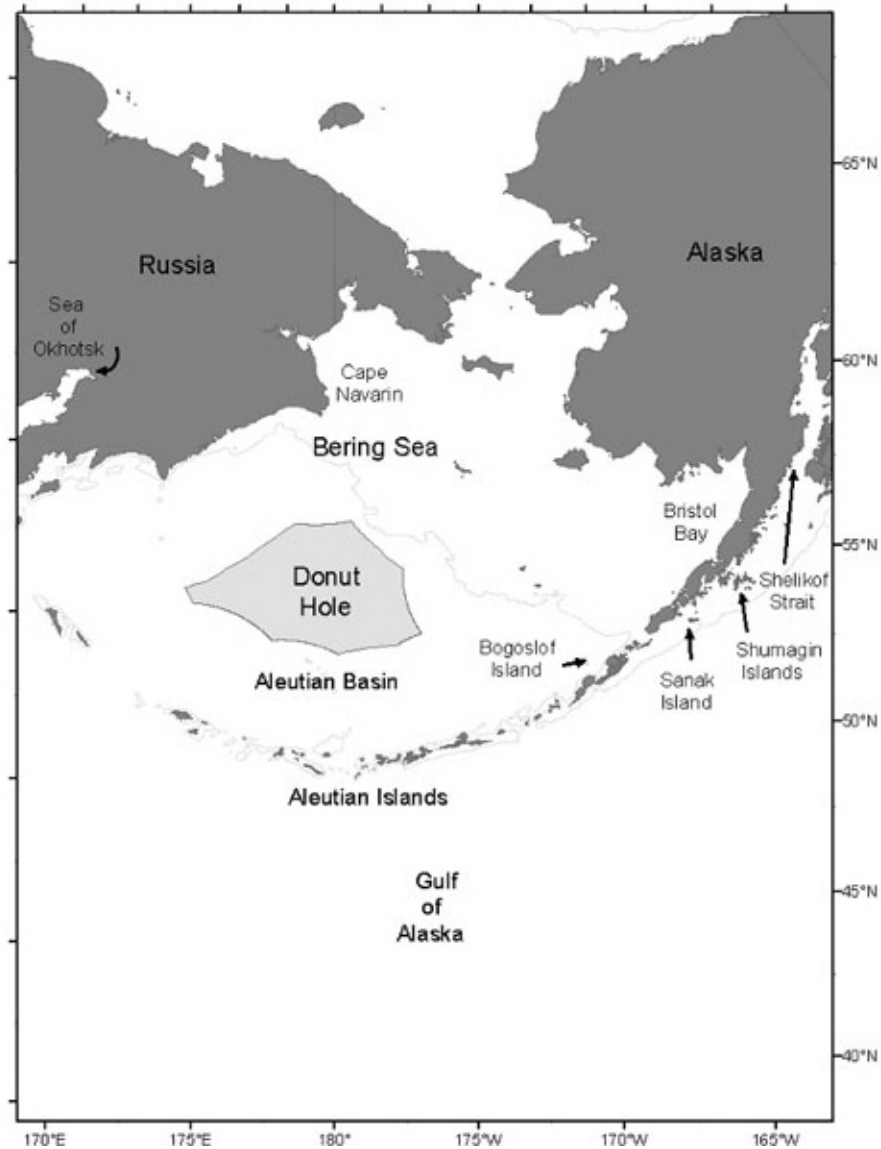 65°N
Russia
Alaska
Sea
of
Okhotsk
60°N
Cape
Navarin
Bering Sea
Bristol
Bay
55°N
Donut
Hole
Shelikof
Strait
Bogoslof
Island
Shumagin
Islands
Sanak
Island
Aleutian Basin
50°N
Aleutian Islands
Gulf
of
Alaska
45°N
40°N
170°E 175°E 180° 175°W 170°W 165°W